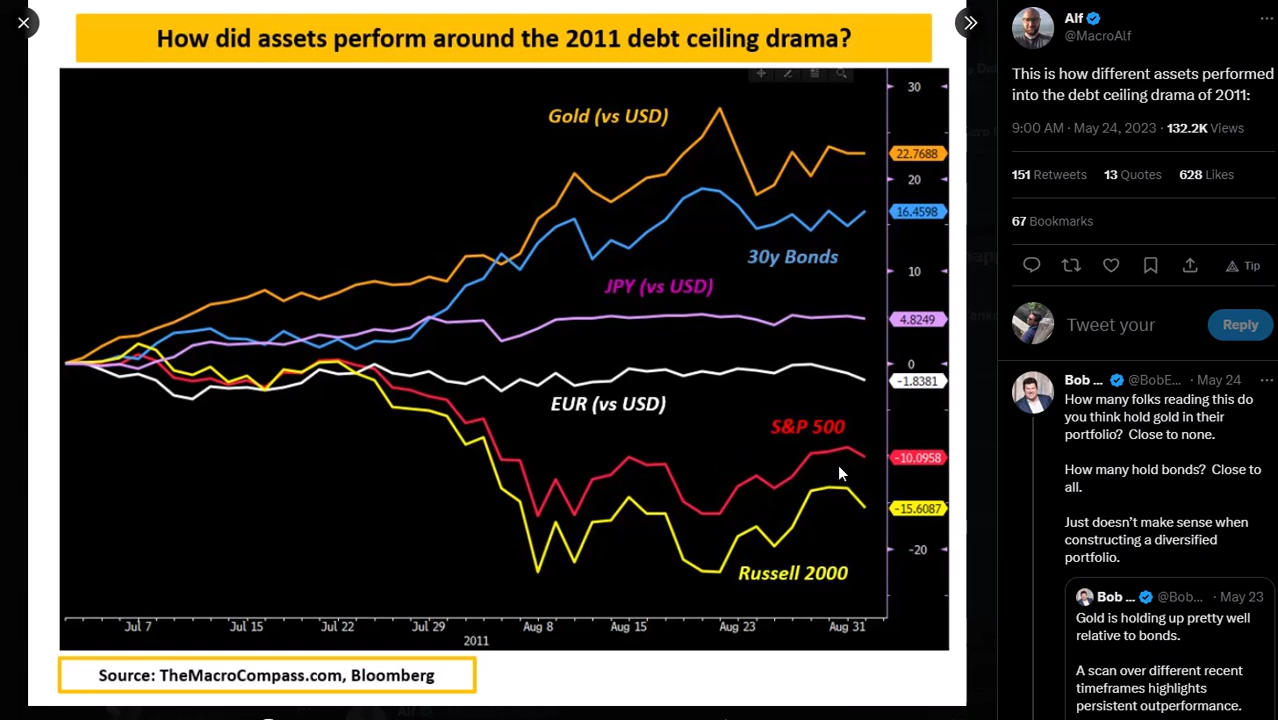 How did assets perform around the 2011 debt ceiling drama?
Gold (vs USD)
30y Bonds
JPY (vs USD)
EUR (vs USD)
S&P 500
Russell 2000
30
22.7688
20
16.4598
10
4.8249
0
-1.8381
-10.0958
-15.6087
-20
Jul 7
Jul 15
Jul 22
Jul 29
Aug 8
Aug 15
Aug 23
Aug 31
2011
Source: TheMacroCompass.com, Bloomberg
Alf
@MacroAlf
This is how different assets performed
into the debt ceiling drama of 2011:
9:00 AM · May 24, 2023 · 132.2K Views
151 Retweets 13 Quotes 628 Likes
67 Bookmarks
Tip
Tweet your
Reply
Bob ... @BobE... · May 24
How many folks reading this do
you think hold gold in their
portfolio? Close to none.
How many hold bonds? Close to
all.
Just doesn't make sense when
constructing a diversified
portfolio.
Bob ... @Bob... · May 23
Gold is holding up pretty well
relative to bonds.
A scan over different recent
timeframes highlights
persistent outperformance.